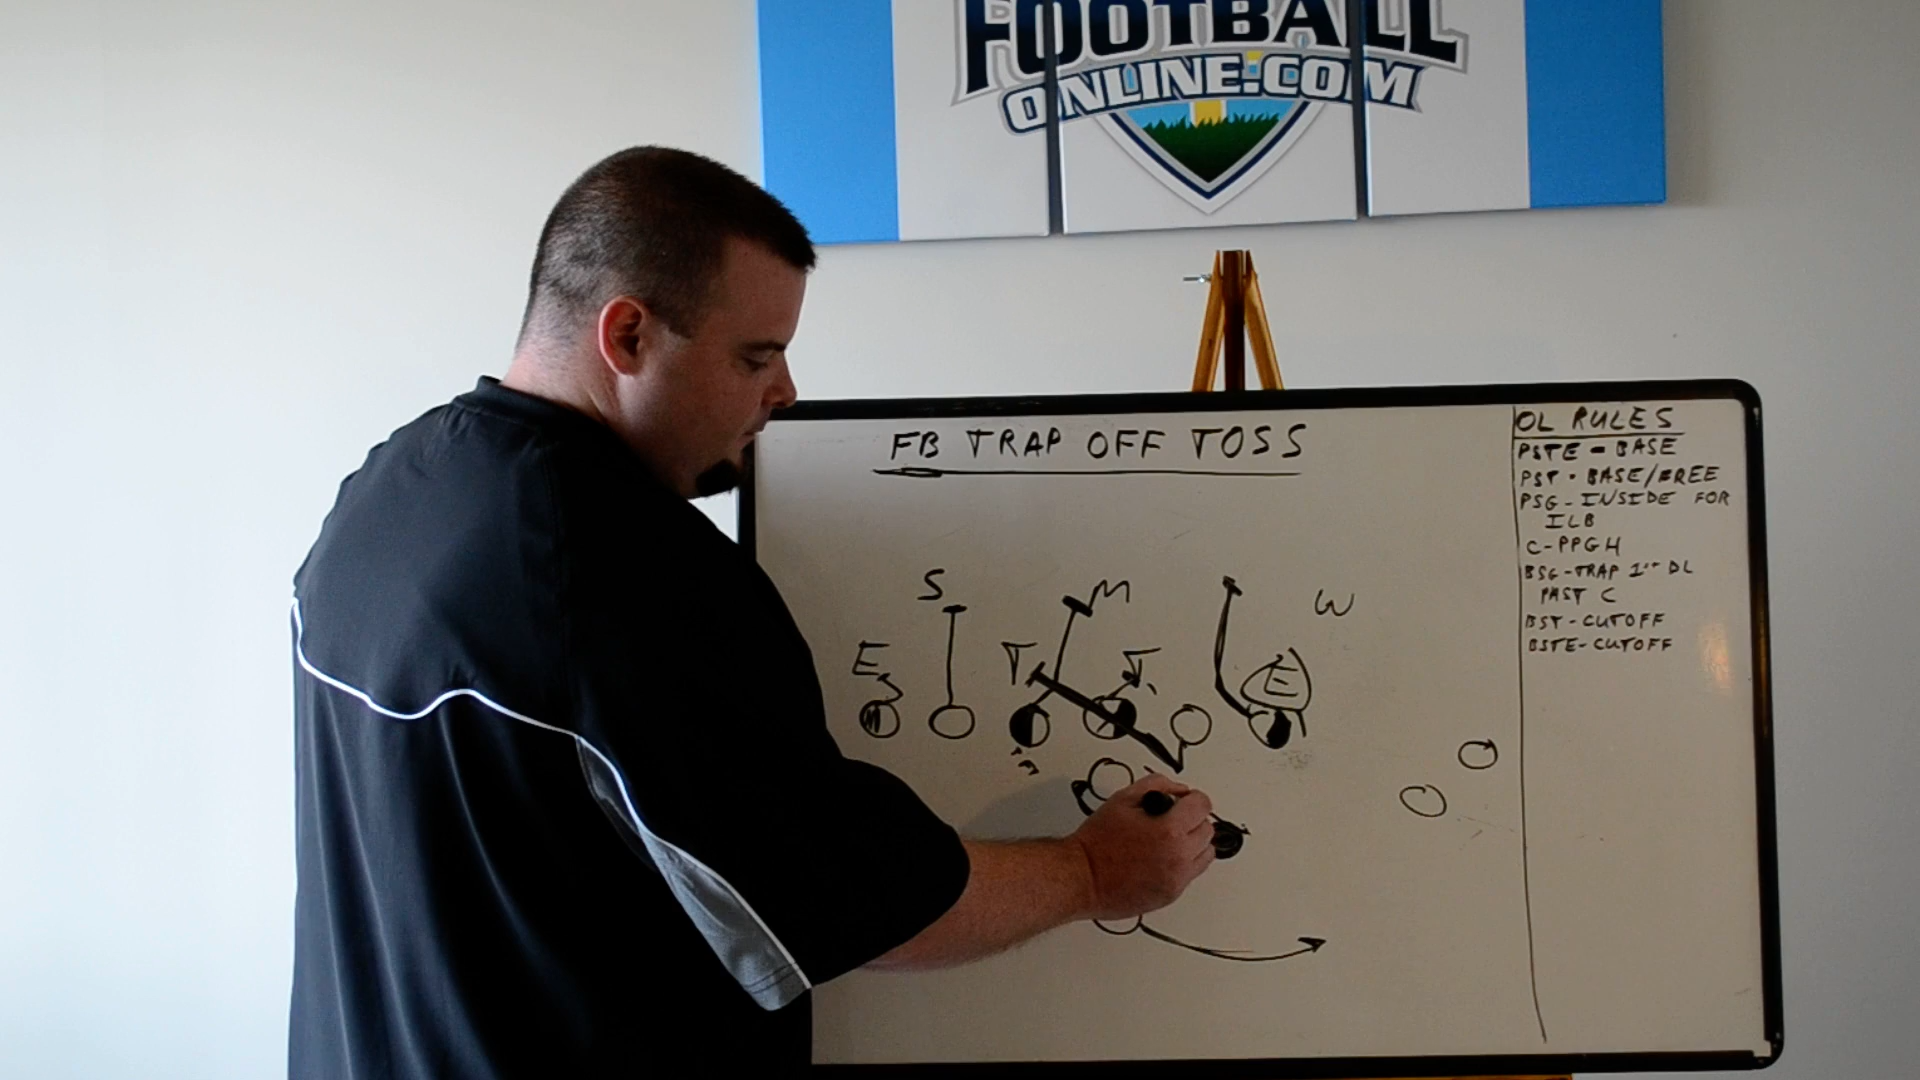 FOOTBALL
ONLINE.COM
FB TRAP OFF TOSS
OL RULES
PSTE - BASE
PST - BASE/FREE
PSG - INSIDE FOR
ILB
C - PPGH
BSG - TRAP 1ST DL
PAST C
BST - CUTOFF
BSTE - CUTOFF
S
M
W
E
T
T
E